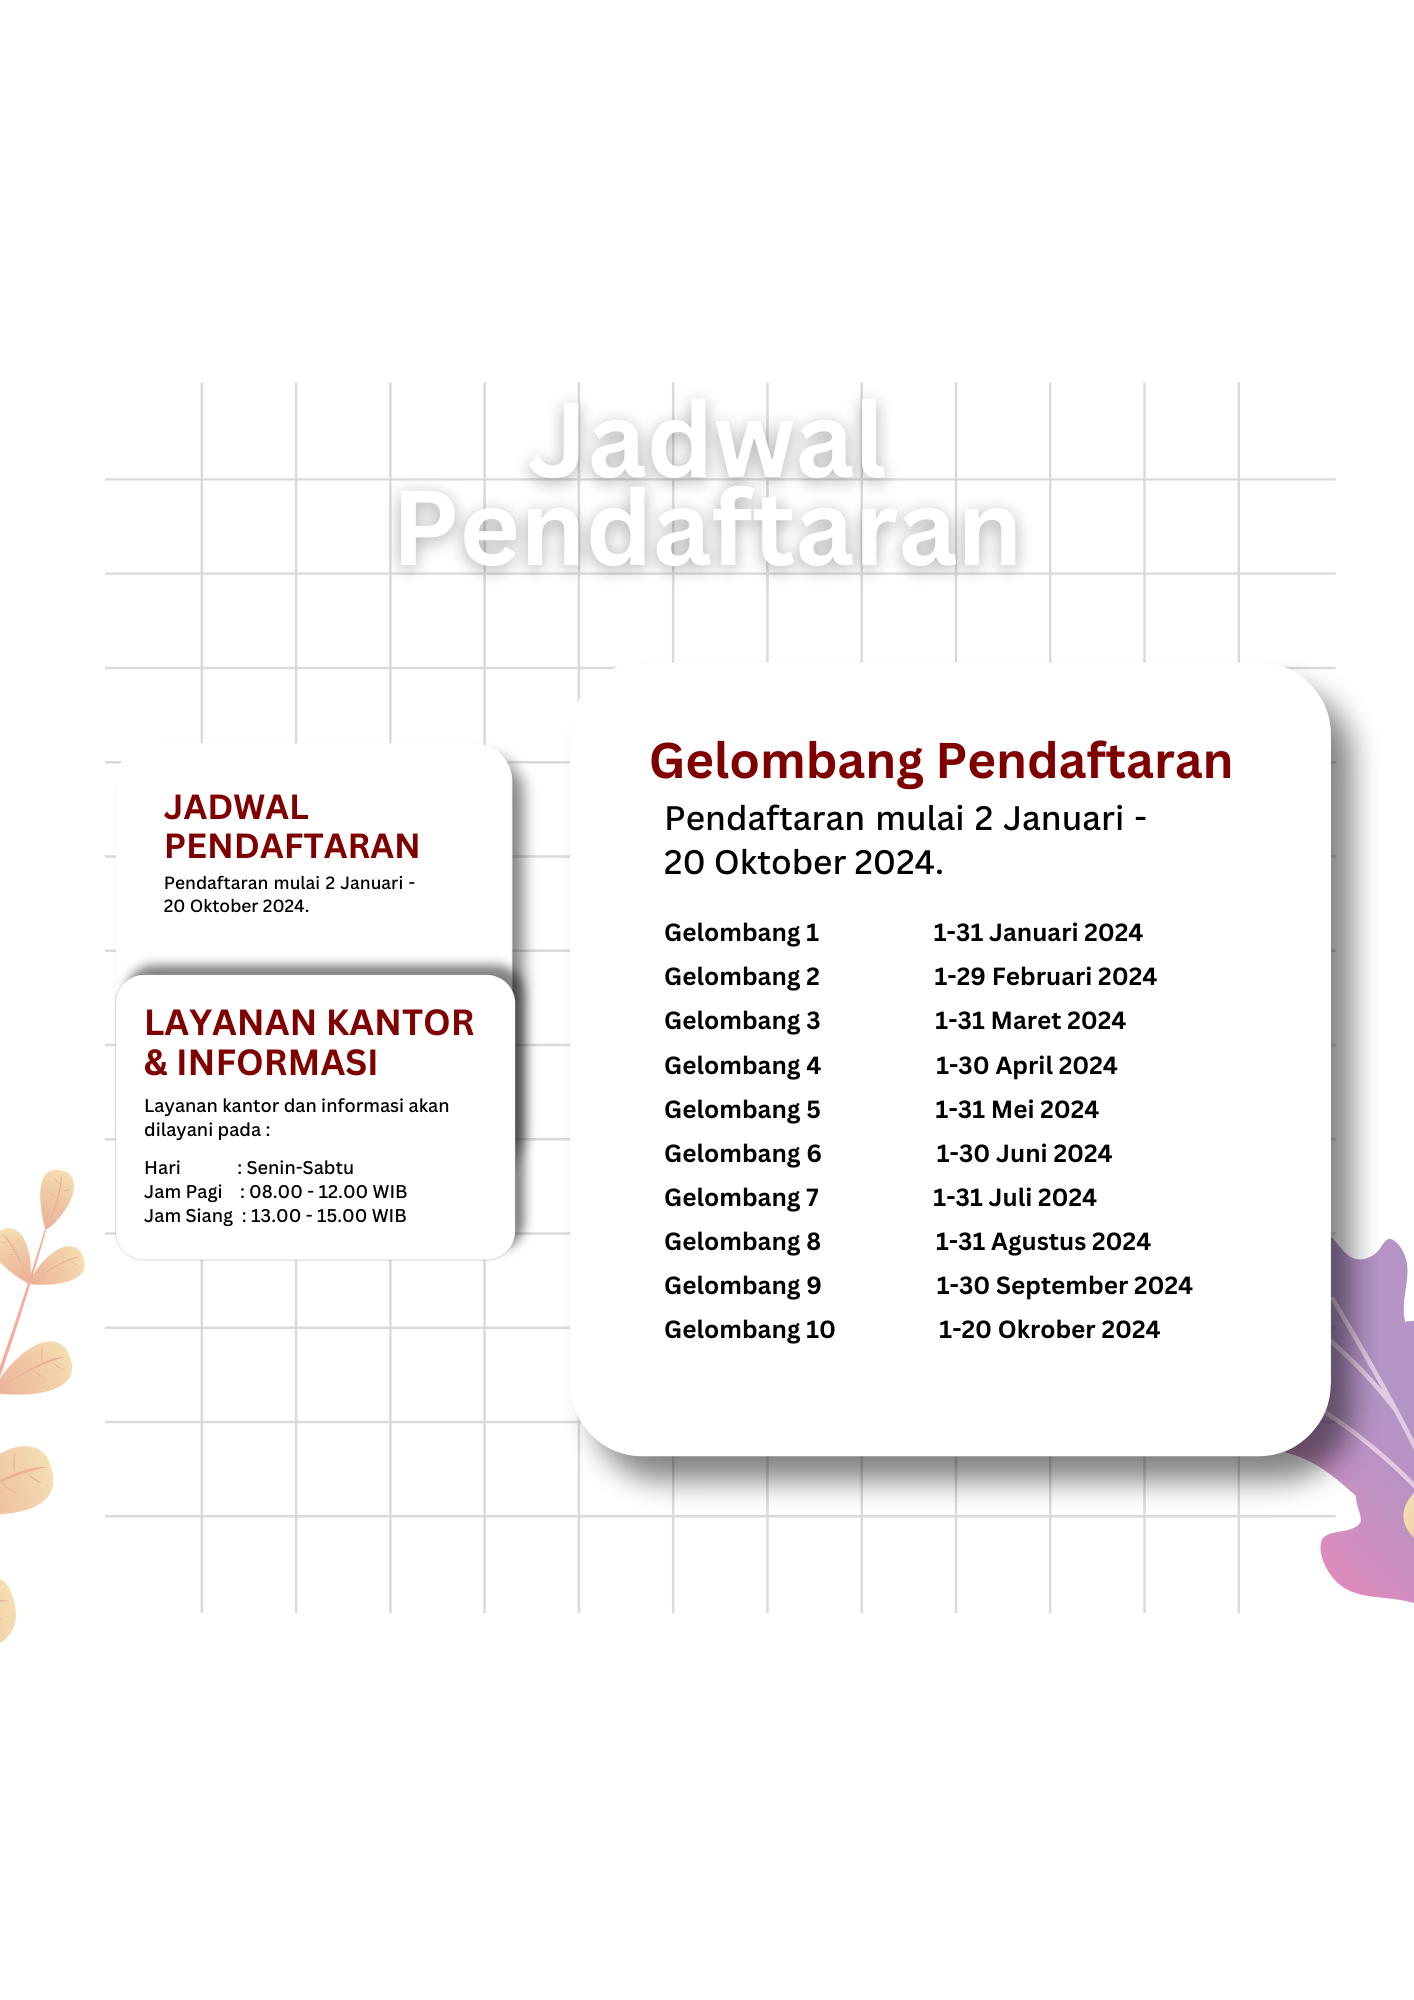 Jadwal
Pendaftaran
JADWAL
PENDAFTARAN
Pendaftaran mulai 2 Januari -
20 Oktober 2024.
LAYANAN KANTOR
& INFORMASI
Layanan kantor dan informasi akan
dilayani pada :
Hari : Senin-Sabtu
Jam Pagi : 08.00 - 12.00 WIB
Jam Siang : 13.00 - 15.00 WIB
Gelombang Pendaftaran
Pendaftaran mulai 2 Januari -
20 Oktober 2024.
Gelombang 1 1-31 Januari 2024
Gelombang 2 1-29 Februari 2024
Gelombang 3 1-31 Maret 2024
Gelombang 4 1-30 April 2024
Gelombang 5 1-31 Mei 2024
Gelombang 6 1-30 Juni 2024
Gelombang 7 1-31 Juli 2024
Gelombang 8 1-31 Agustus 2024
Gelombang 9 1-30 September 2024
Gelombang 10 1-20 Okrober 2024